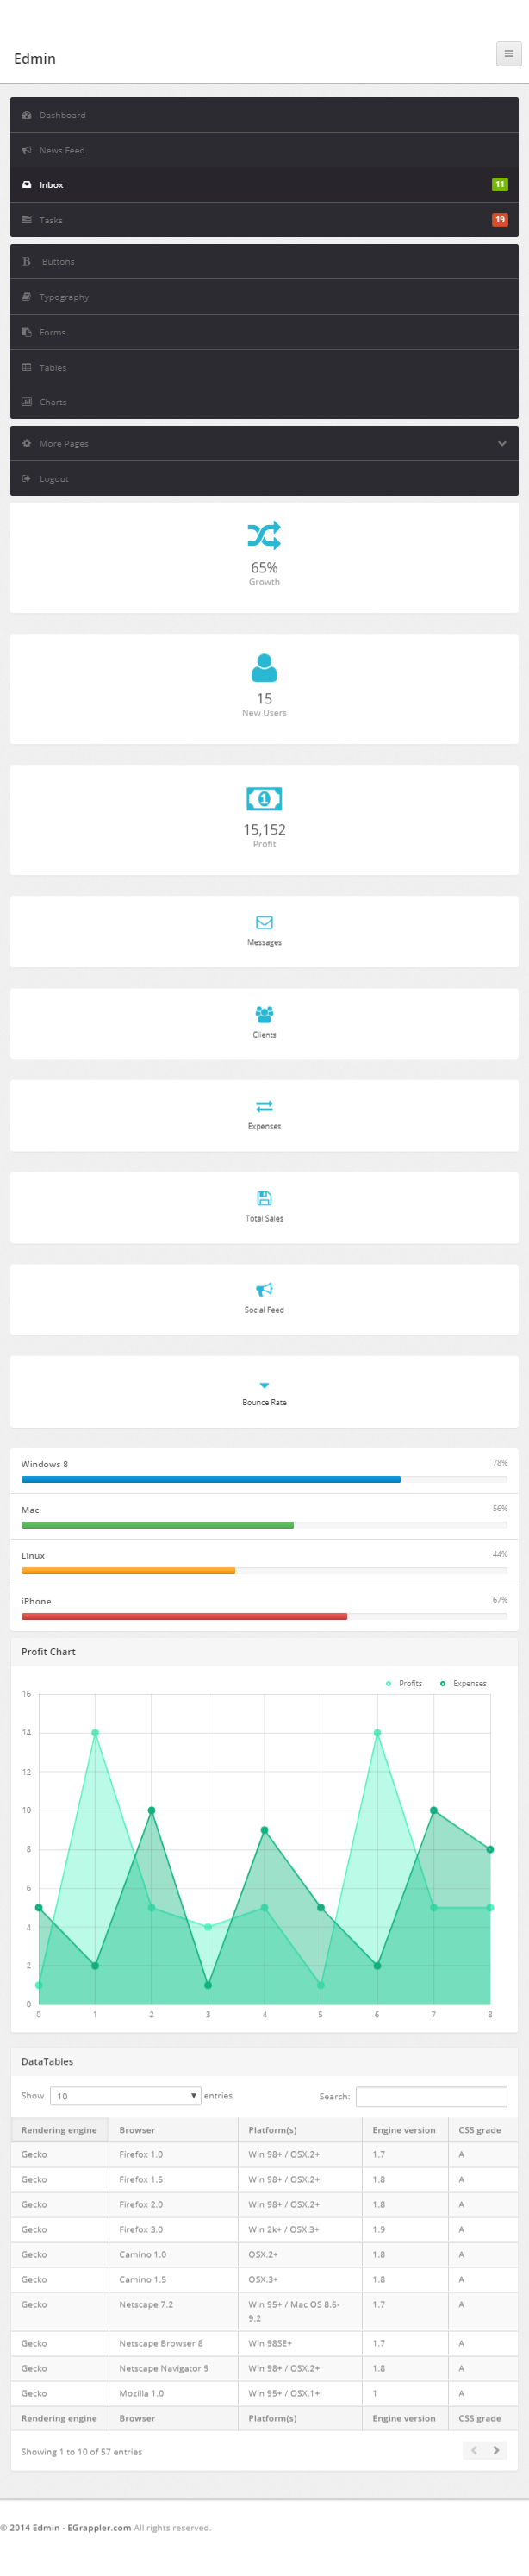 Edmin
Dashboard
News Feed
Inbox 11
Tasks 19
B Buttons
Typography
Forms
Tables
Charts
More Pages
Logout
65%
Growth
15
New Users
15,152
Profit
Messages
Clients
Expenses
Total Sales
Social Feed
Bounce Rate
Windows 8 78%
Mac 56%
Linux 44%
iPhone 67%
Profit Chart
Profits Expenses
16
14
12
10
8
6
4
2
0
0 1 2 3 4 5 6 7 8
DataTables
Show 10 entries Search:
Rendering engine Browser Platform(s) Engine version CSS grade
Gecko Firefox 1.0 Win 98+ / OSX.2+ 1.7 A
Gecko Firefox 1.5 Win 98+ / OSX.2+ 1.8 A
Gecko Firefox 2.0 Win 98+ / OSX.2+ 1.8 A
Gecko Firefox 3.0 Win 2k+ / OSX.3+ 1.9 A
Gecko Camino 1.0 OSX.2+ 1.8 A
Gecko Camino 1.5 OSX.3+ 1.8 A
Gecko Netscape 7.2 Win 95+ / Mac OS 8.6- 1.7 A
9.2
Gecko Netscape Browser 8 Win 98SE+ 1.7 A
Gecko Netscape Navigator 9 Win 98+ / OSX.2+ 1.8 A
Gecko Mozilla 1.0 Win 95+ / OSX.1+ 1 A
Rendering engine Browser Platform(s) Engine version CSS grade
Showing 1 to 10 of 57 entries
© 2014 Edmin - EGrappler.com All rights reserved.